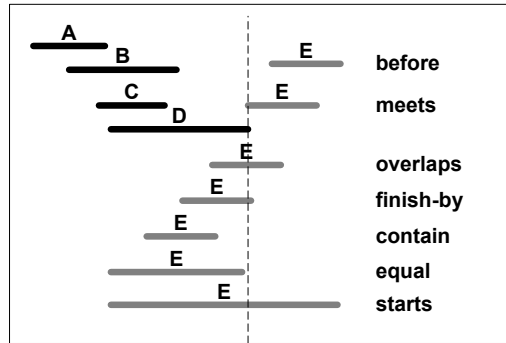 A
B
E before
C
E meets
D
E overlaps
E finish-by
E contain
E equal
E starts